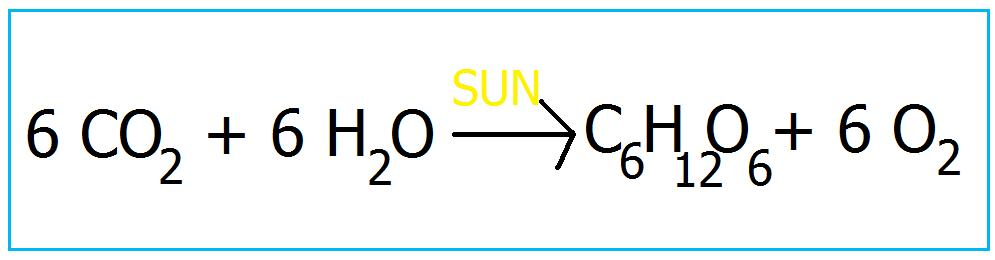 SUN
6 CO₂ + 6 H₂O → C₆H₁₂O₆ + 6 O₂